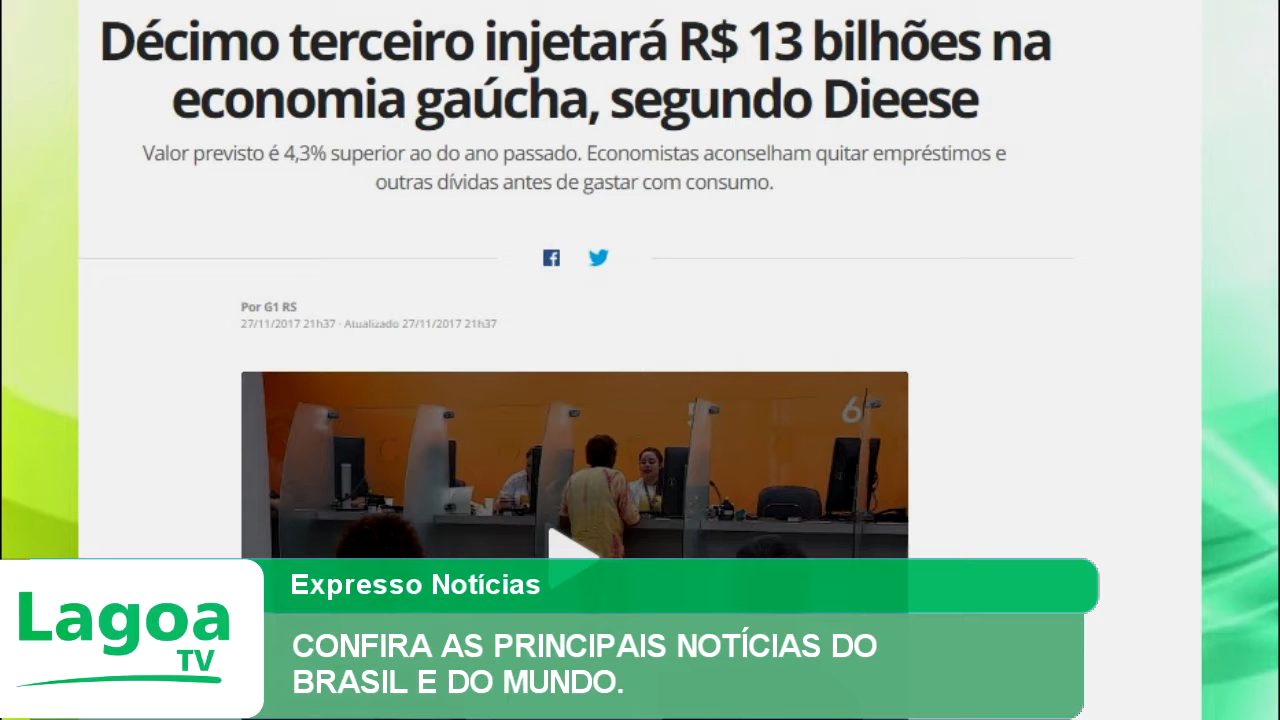 Décimo terceiro injetará R$ 13 bilhões na
economia gaúcha, segundo Dieese
Valor previsto é 4,3% superior ao do ano passado. Economistas aconselham quitar empréstimos e
outras dívidas antes de gastar com consumo.
Por G1 RS
27/11/2017 21h37 · Atualizado 27/11/2017 21h37
6
Expresso Notícias
Lagoa
TV
CONFIRA AS PRINCIPAIS NOTÍCIAS DO
BRASIL E DO MUNDO.